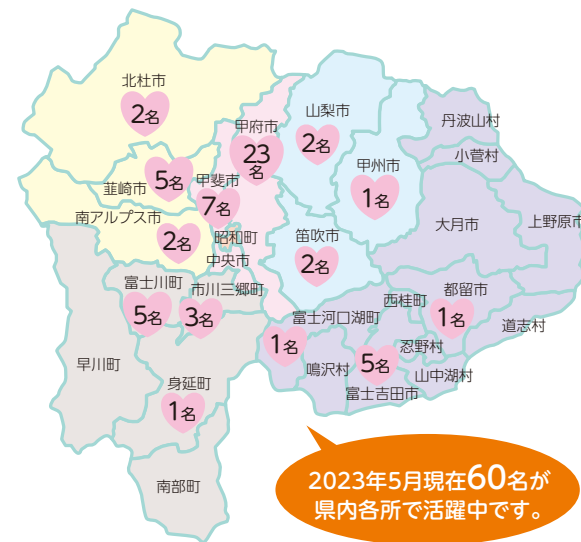 北杜市
2名
韮崎市
5名
南アルプス市
2名
甲斐市
7名
甲府市
23
名
昭和町
中央市
山梨市
2名
甲州市
1名
笛吹市
2名
丹波山村
小菅村
大月市
上野原市
富士川町
5名
市川三郷町
3名
早川町
身延町
1名
南部町
富士河口湖町
1名
鳴沢村
西桂町
都留市
1名
忍野村
道志村
5名
富士吉田市
山中湖村
2023年5月現在60名が
県内各所で活躍中です。